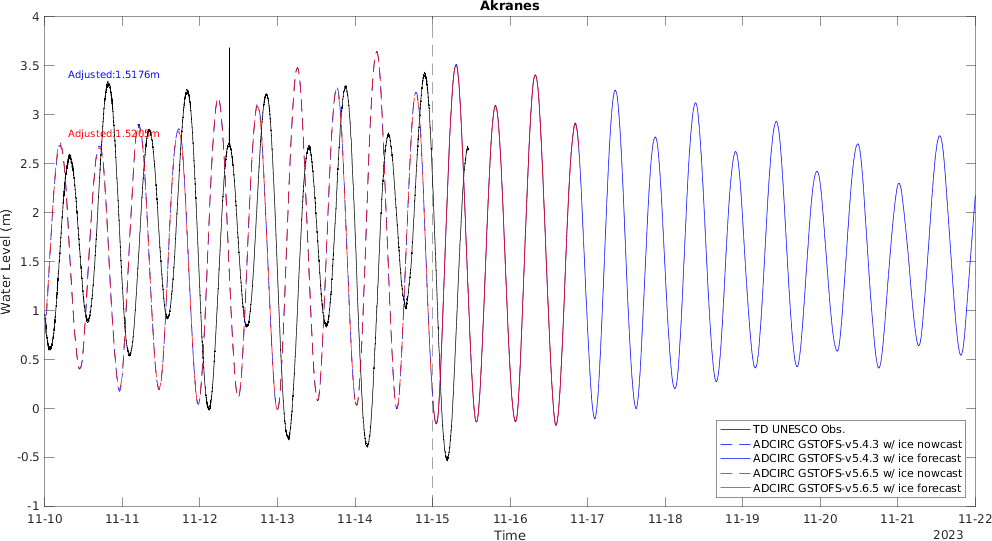 Akranes
4
3.5
3
2.5
2
1.5
1
0.5
0
-0.5
-1
Water Level (m)
Adjusted:1.5176m
Adjusted:1.5205m
TD UNESCO Obs.
ADCIRC GSTOFS-v5.4.3 w/ ice nowcast
ADCIRC GSTOFS-v5.4.3 w/ ice forecast
ADCIRC GSTOFS-v5.6.5 w/ ice nowcast
ADCIRC GSTOFS-v5.6.5 w/ ice forecast
11-10 11-11 11-12 11-13 11-14 11-15 11-16 11-17 11-18 11-19 11-20 11-21 11-22
Time
2023